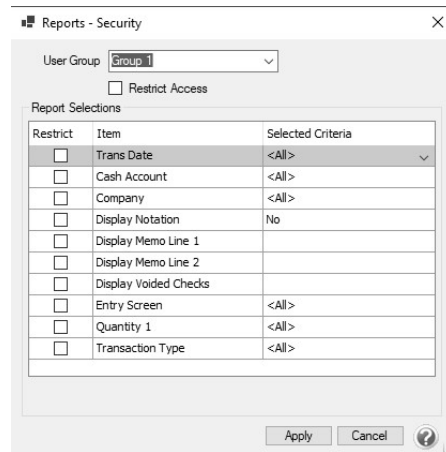 Reports - Security
User Group Group 1
Restrict Access
Report Selections
Restrict Item Selected Criteria
Trans Date <All>
Cash Account <All>
Company <All>
Display Notation No
Display Memo Line 1
Display Memo Line 2
Display Voided Checks
Entry Screen <All>
Quantity 1 <All>
Transaction Type <All>
Apply Cancel ?